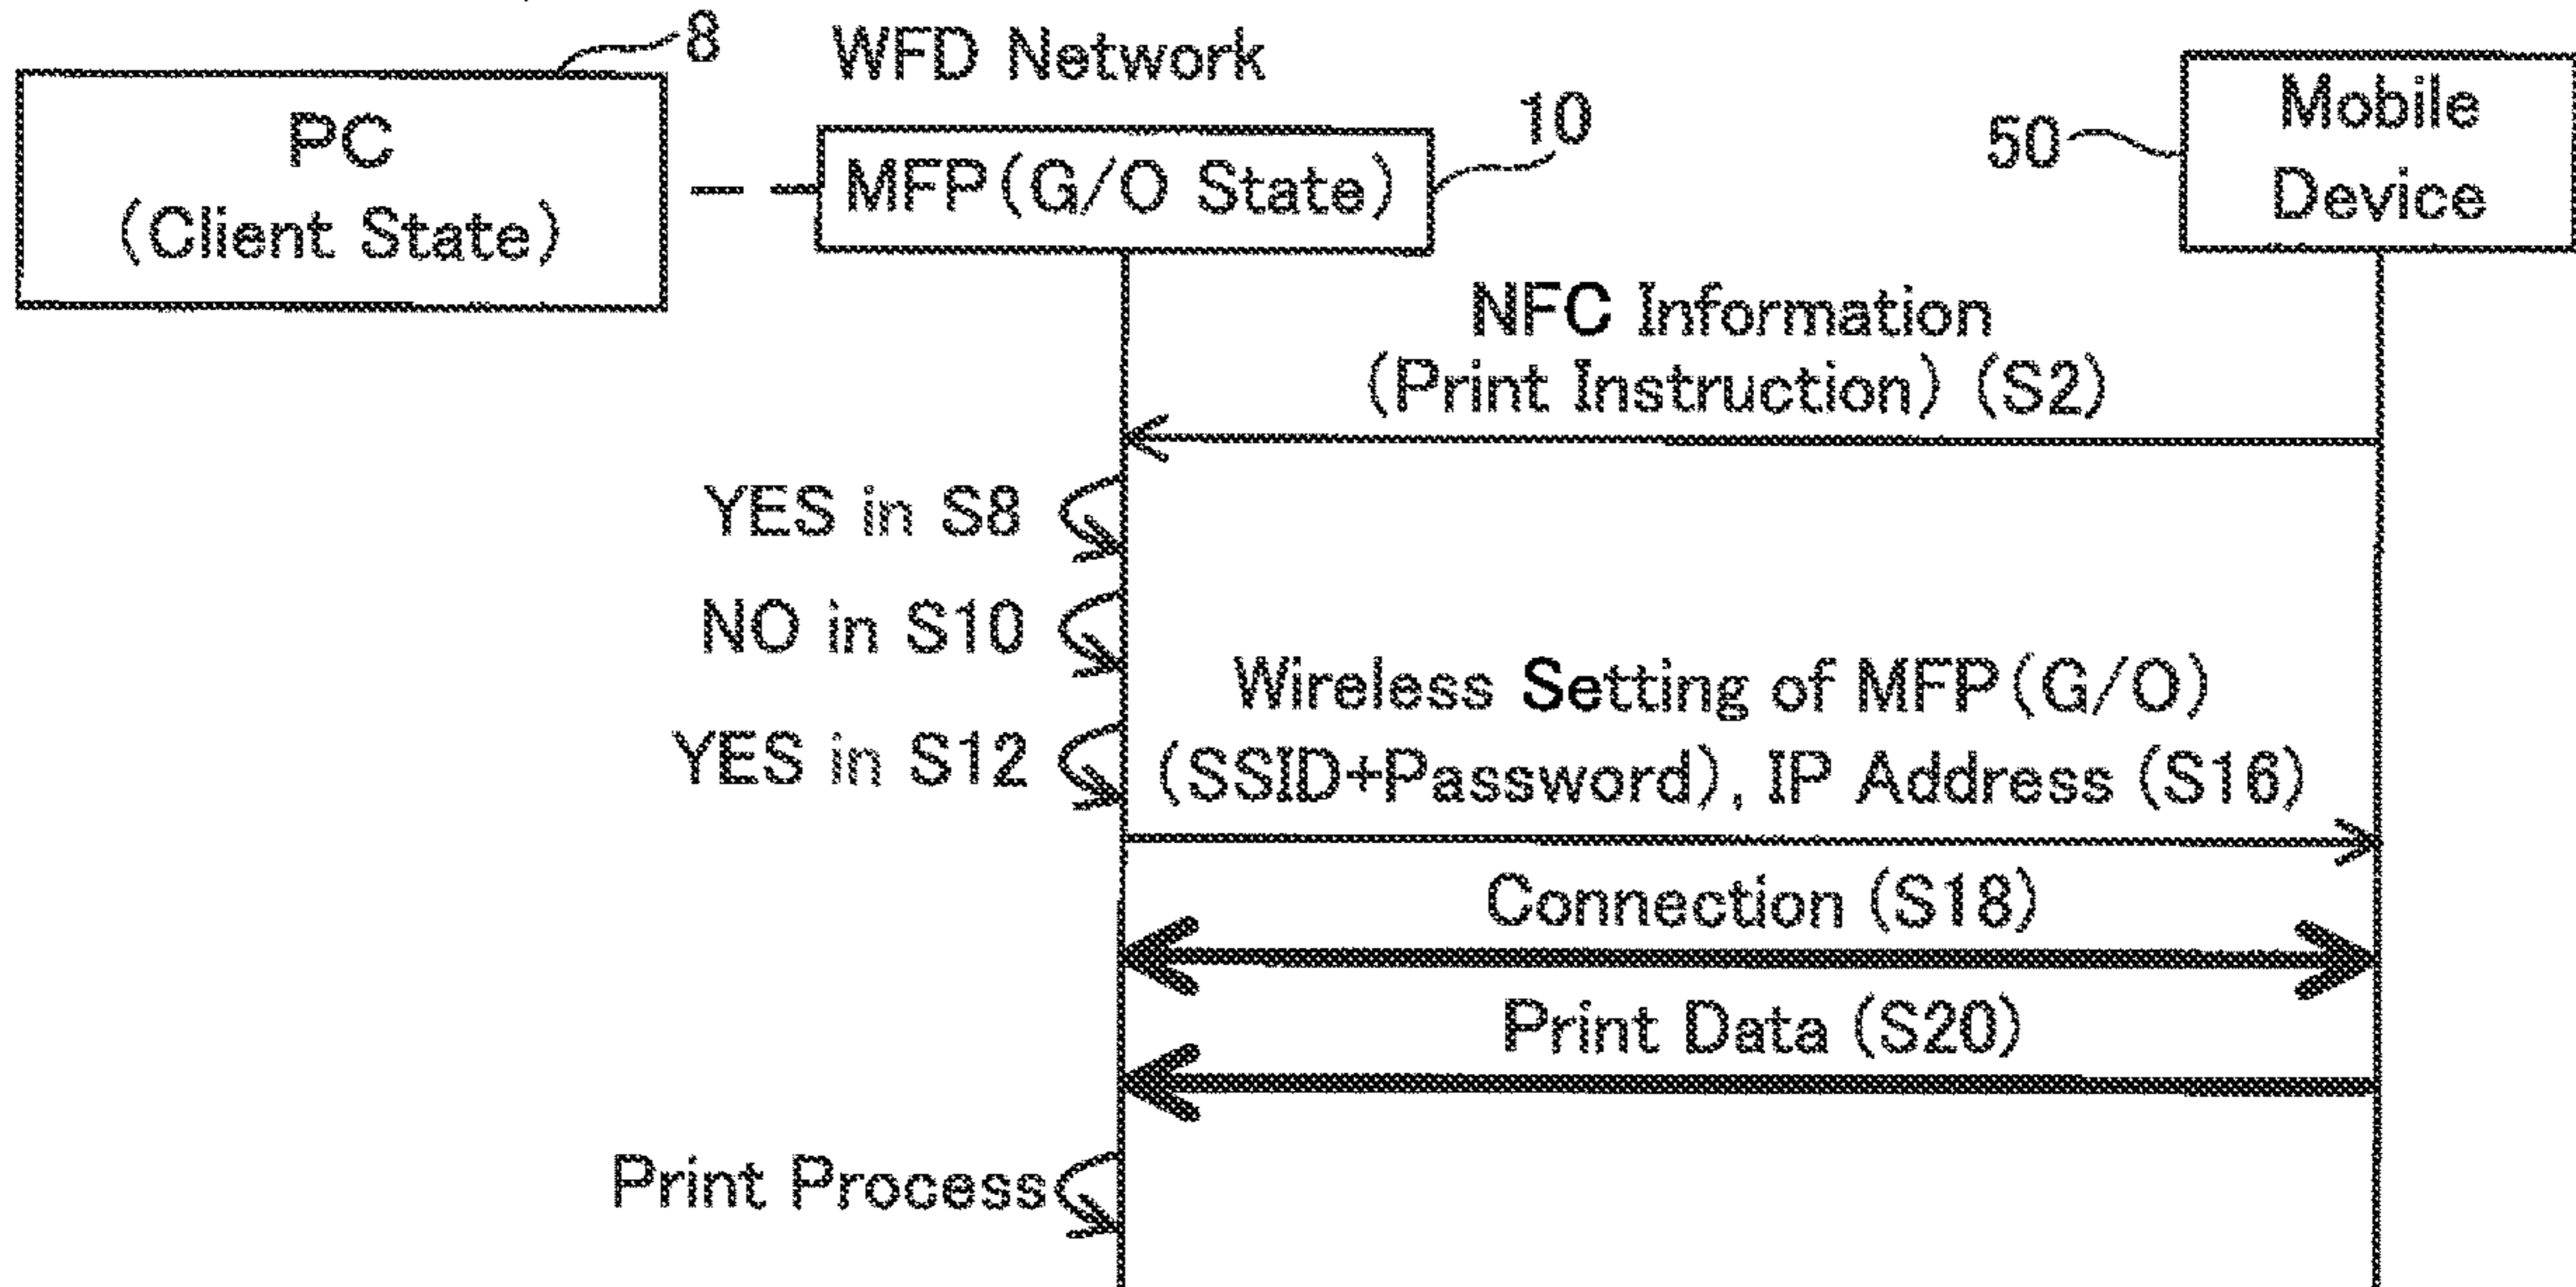 8
WFD Network
PC
(Client State)
MFP(G/O State)
10
50
Mobile
Device
NFC Information
(Print Instruction) (S2)
YES in S8
NO in S10
YES in S12
Wireless Setting of MFP(G/O)
(SSID+Password), IP Address (S16)
Connection (S18)
Print Data (S20)
Print Process